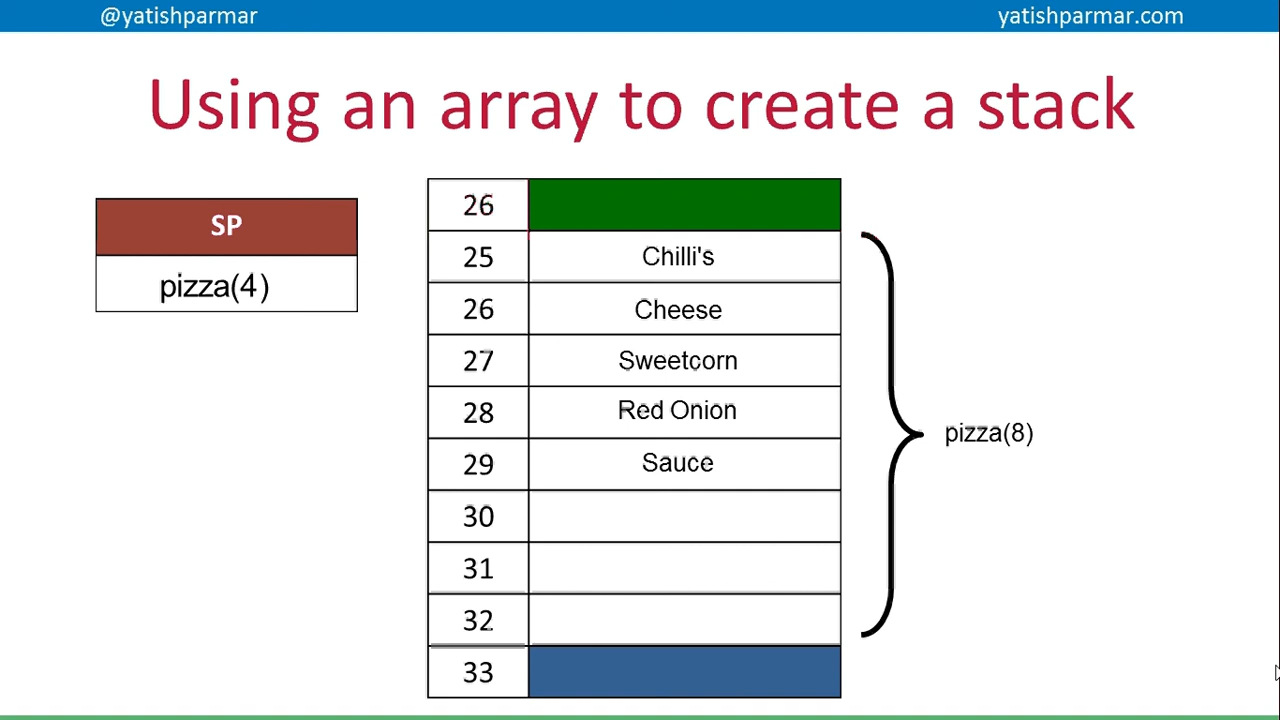 @yatishparmar yatishparmar.com
Using an array to create a stack
SP
pizza(4)
26
25 Chilli's
26 Cheese
27 Sweetcorn
28 Red Onion
29 Sauce
30
31
32
33
pizza(8)